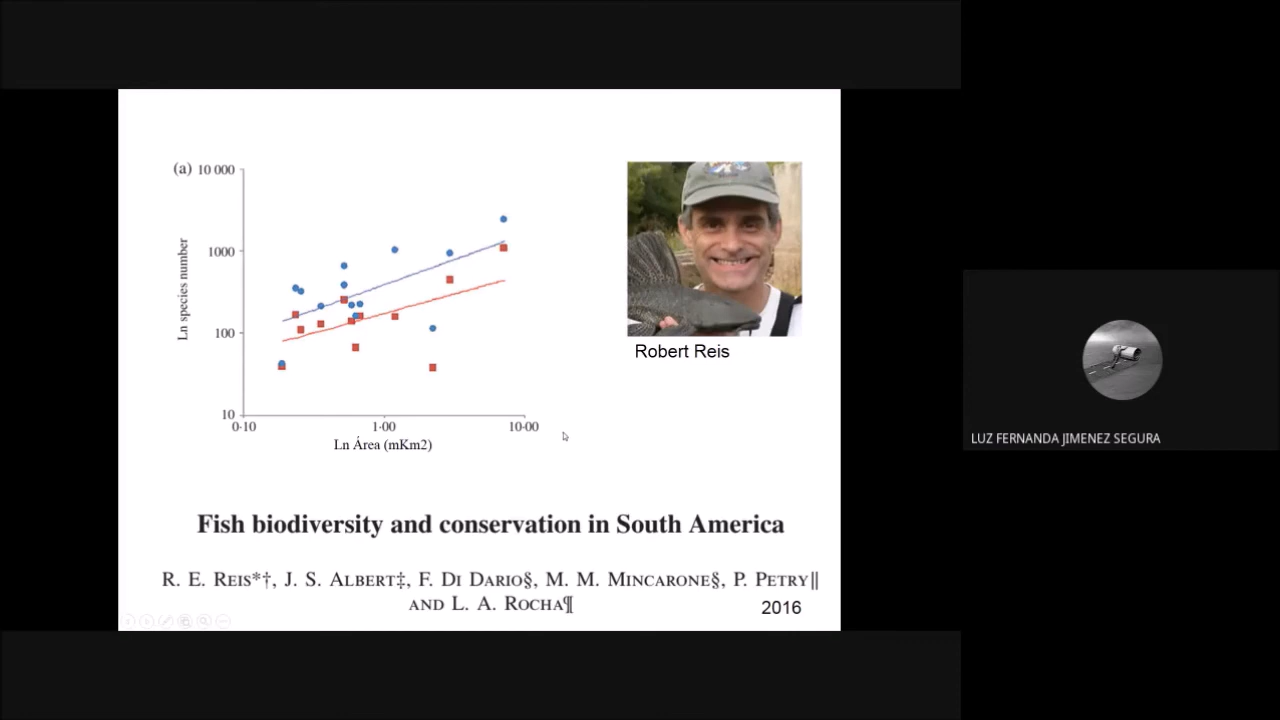 (a)
10 000
1000
100
10
Ln species number
0·10
1·00
10·00
Ln Área (mKm2)
Robert Reis
Fish biodiversity and conservation in South America
R. E. REIS*†, J. S. ALBERT‡, F. DI DARIO§, M. M. MINCARONE§, P. PETRY||
AND L. A. ROCHA¶
2016
LUZ FERNANDA JIMENEZ SEGURA